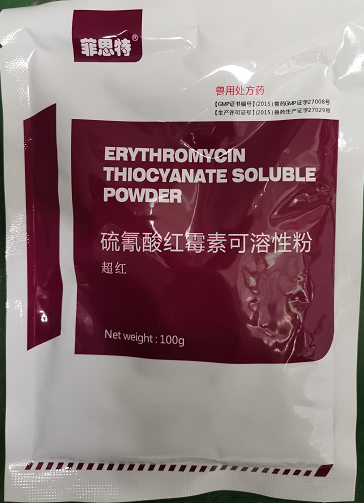 菲思特®
兽用处方药
【GMP证书编号】(2015)兽药GMP证字27008号
【生产许可证号】(2015)兽药生产证字27029号
ERYTHROMYCIN
THIOCYANATE SOLUBLE
POWDER
硫氰酸红霉素可溶性粉
超红
Net weight : 100g